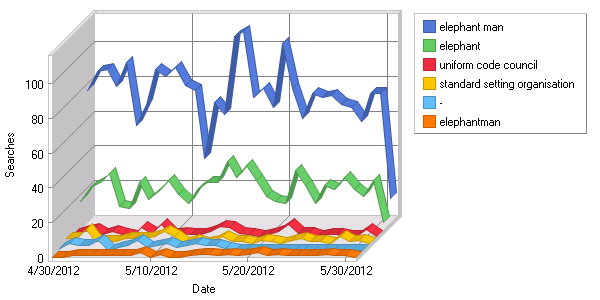 elephant man
elephant
uniform code council
standard setting organisation
-
elephantman
100
80
60
40
20
0
Searches
4/30/2012 5/10/2012 5/20/2012 5/30/2012
Date